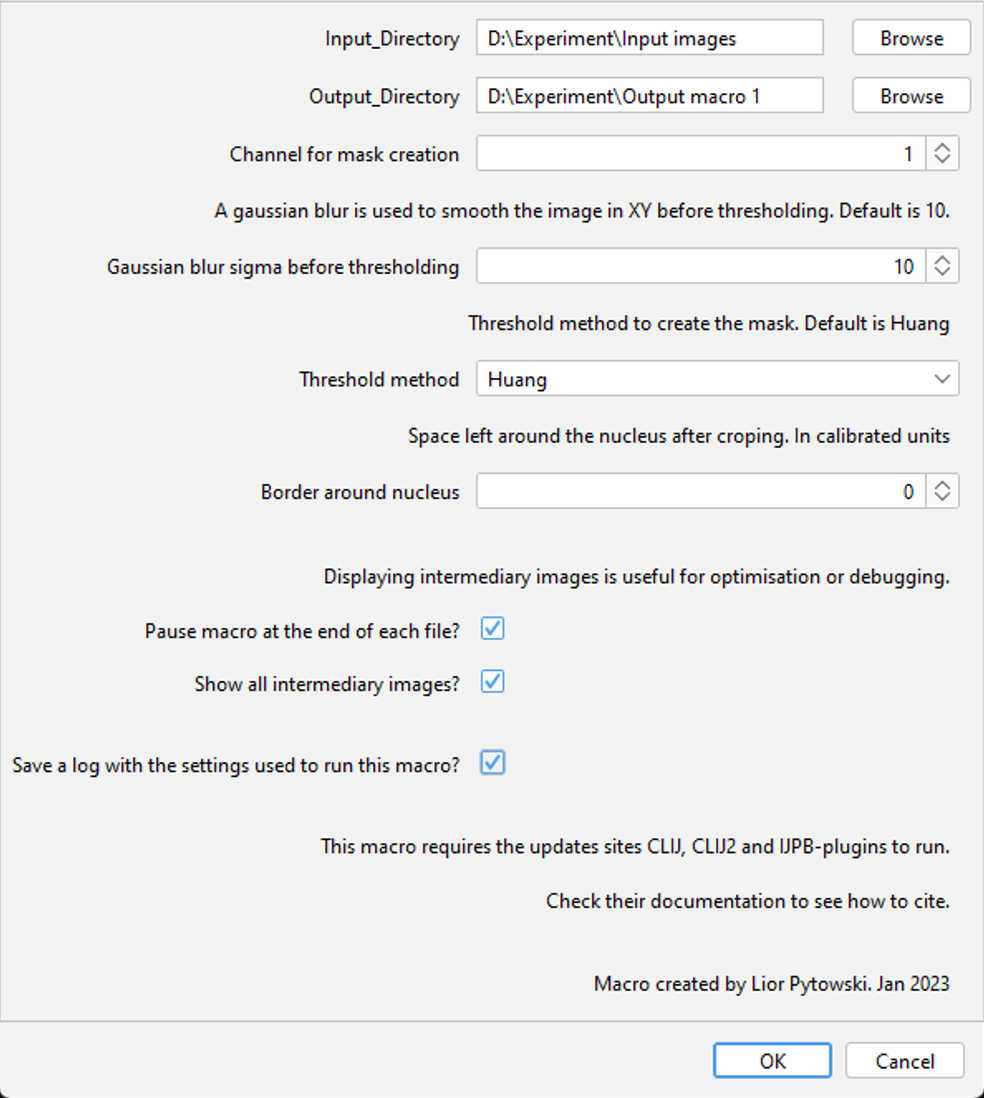 Input_Directory D:\Experiment\Input images Browse
Output_Directory D:\Experiment\Output macro 1 Browse
Channel for mask creation 1
A gaussian blur is used to smooth the image in XY before thresholding. Default is 10.
Gaussian blur sigma before thresholding 10
Threshold method to create the mask. Default is Huang
Threshold method Huang
Space left around the nucleus after croping. In calibrated units
Border around nucleus 0
Displaying intermediary images is useful for optimisation or debugging.
Pause macro at the end of each file?
Show all intermediary images?
Save a log with the settings used to run this macro?
This macro requires the updates sites CLIJ, CLIJ2 and IJPB-plugins to run.
Check their documentation to see how to cite.
Macro created by Lior Pytowski. Jan 2023
OK Cancel